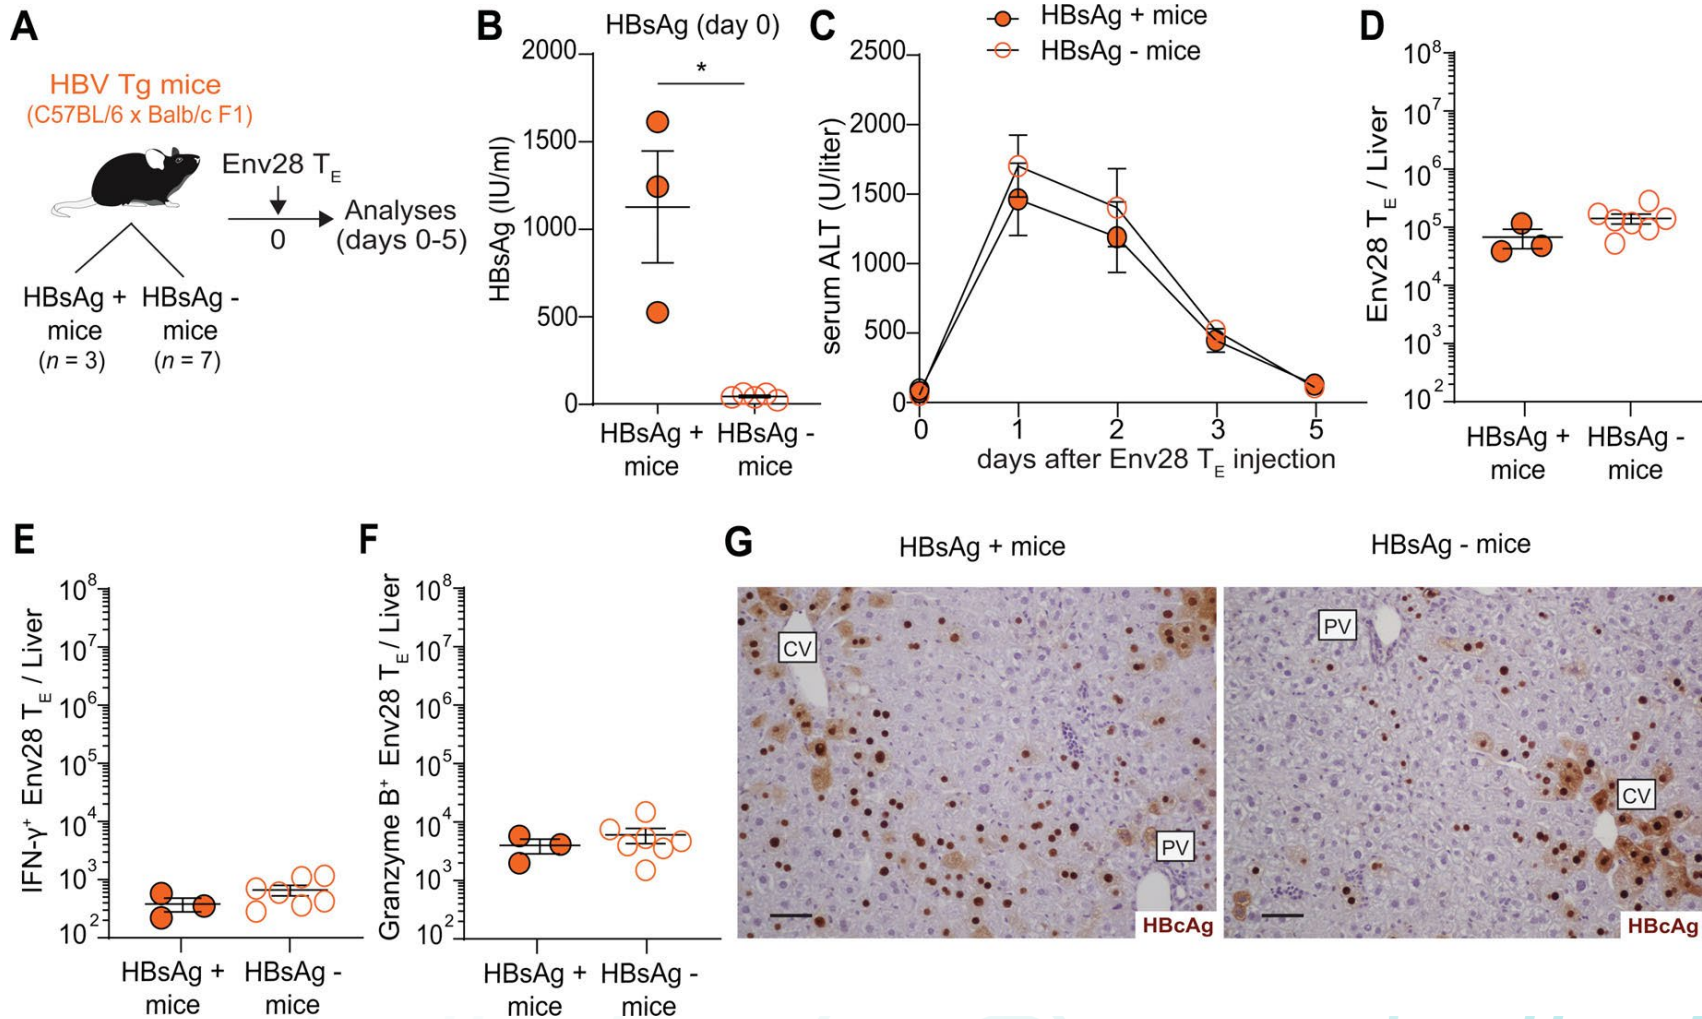 A
HBV Tg mice
(C57BL/6 x Balb/c F1)
Env28 TE
0
Analyses
(days 0-5)
HBsAg +
mice
(n = 3)
HBsAg -
mice
(n = 7)
B
HBsAg (day 0)
HBsAg (IU/ml)
2000
1500
1000
500
0
*
HBsAg +
mice
HBsAg -
mice
C
HBsAg + mice
HBsAg - mice
serum ALT (U/liter)
2500
2000
1500
1000
500
0
0 1 2 3 5
days after Env28 TE injection
D
Env28 TE / Liver
10^8
10^7
10^6
10^5
10^4
10^3
10^2
HBsAg +
mice
HBsAg -
mice
E
IFN-γ+ Env28 TE / Liver
10^8
10^7
10^6
10^5
10^4
10^3
10^2
HBsAg +
mice
HBsAg -
mice
F
Granzyme B+ Env28 TE / Liver
10^8
10^7
10^6
10^5
10^4
10^3
10^2
HBsAg +
mice
HBsAg -
mice
G
HBsAg + mice
CV
PV
HBcAg
HBsAg - mice
PV
CV
HBcAg